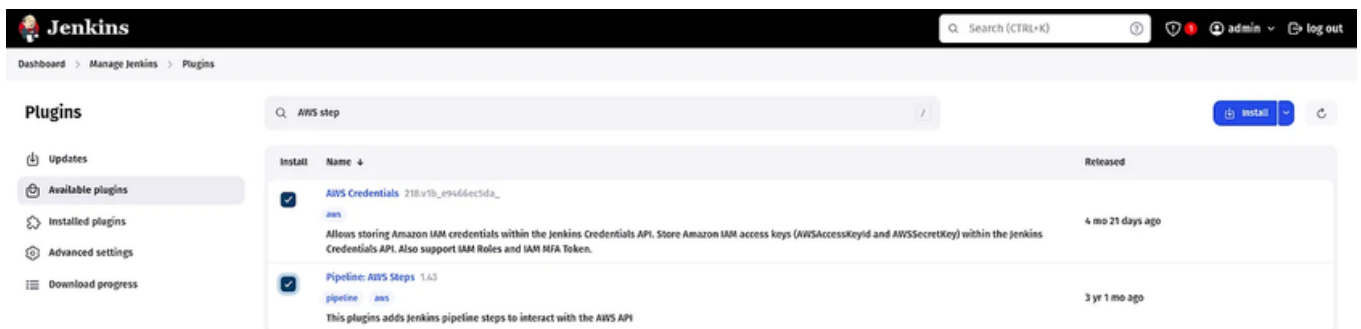 Jenkins
Search (CTRL+K)
1
admin
log out
Dashboard > Manage Jenkins > Plugins
Plugins
AWS step
/
Install
Updates
Available plugins
Installed plugins
Advanced settings
Download progress
Install Name ↓ Released
AWS Credentials 218.v1b_e9466ec5da_
aws
4 mo 21 days ago
Allows storing Amazon IAM credentials within the Jenkins Credentials API. Store Amazon IAM access keys (AWSAccessKeyId and AWSSecretKey) within the Jenkins
Credentials API. Also support IAM Roles and IAM MFA Token.
Pipeline: AWS Steps 1.43
pipeline aws
3 yr 1 mo ago
This plugins adds Jenkins pipeline steps to interact with the AWS API